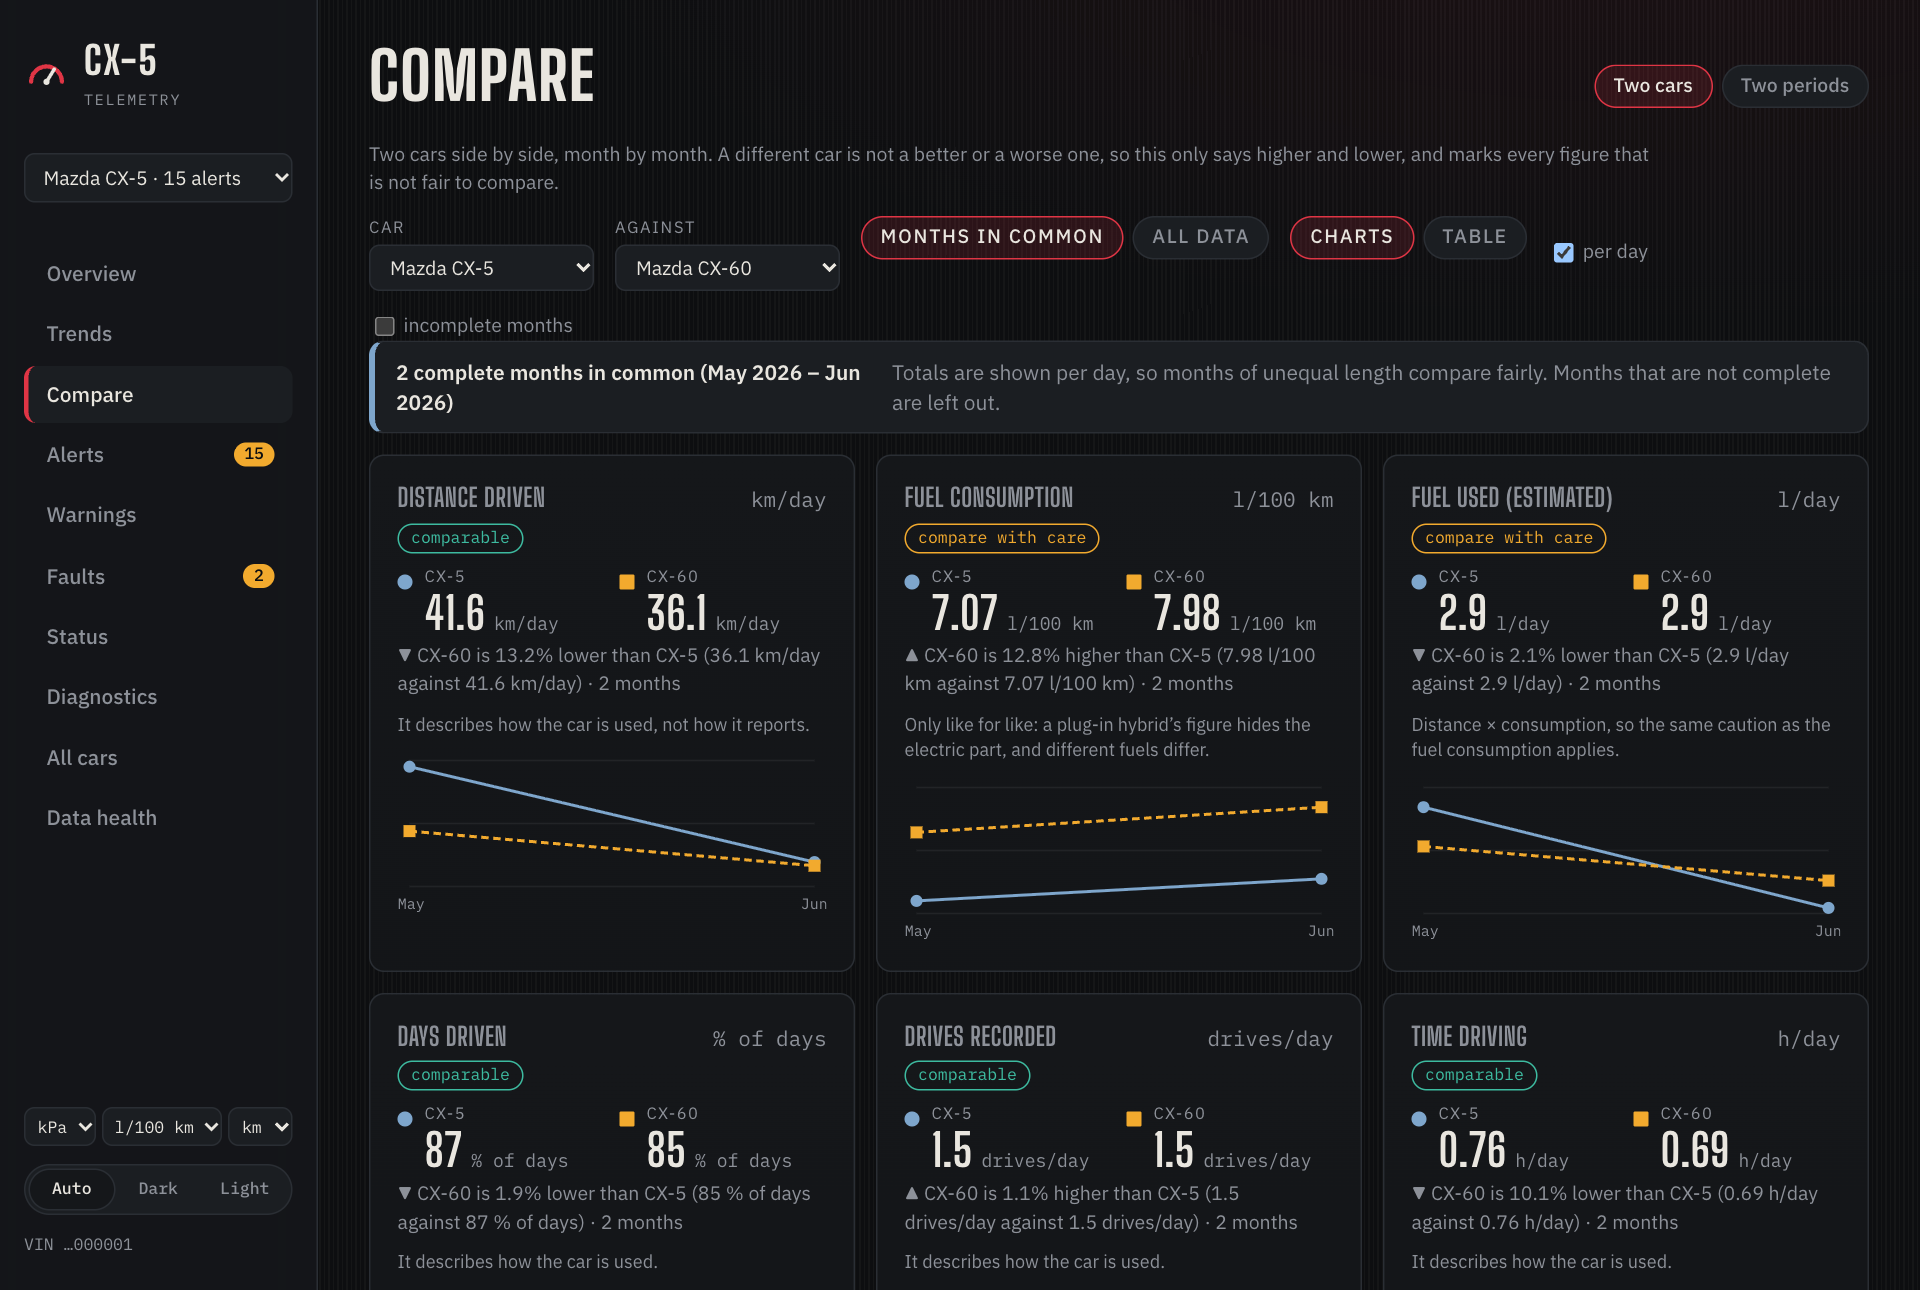 CX-5
TELEMETRY
Mazda CX-5 · 15 alerts
Overview
Trends
Compare
Alerts 15
Warnings
Faults 2
Status
Diagnostics
All cars
Data health
kPa l/100 km km
Auto Dark Light
VIN …000001
COMPARE
Two cars Two periods
Two cars side by side, month by month. A different car is not a better or a worse one, so this only says higher and lower, and marks every figure that
is not fair to compare.
CAR AGAINST
Mazda CX-5 Mazda CX-60
MONTHS IN COMMON ALL DATA CHARTS TABLE per day
incomplete months
2 complete months in common (May 2026 – Jun
2026)
Totals are shown per day, so months of unequal length compare fairly. Months that are not complete
are left out.
DISTANCE DRIVEN km/day
comparable
CX-5 CX-60
41.6 km/day 36.1 km/day
▼ CX-60 is 13.2% lower than CX-5 (36.1 km/day
against 41.6 km/day) · 2 months
It describes how the car is used, not how it reports.
May Jun
FUEL CONSUMPTION l/100 km
compare with care
CX-5 CX-60
7.07 l/100 km 7.98 l/100 km
▲ CX-60 is 12.8% higher than CX-5 (7.98 l/100
km against 7.07 l/100 km) · 2 months
Only like for like: a plug-in hybrid’s figure hides the
electric part, and different fuels differ.
May Jun
FUEL USED (ESTIMATED) l/day
compare with care
CX-5 CX-60
2.9 l/day 2.9 l/day
▼ CX-60 is 2.1% lower than CX-5 (2.9 l/day
against 2.9 l/day) · 2 months
Distance × consumption, so the same caution as the
fuel consumption applies.
May Jun
DAYS DRIVEN % of days
comparable
CX-5 CX-60
87 % of days 85 % of days
▼ CX-60 is 1.9% lower than CX-5 (85 % of days
against 87 % of days) · 2 months
It describes how the car is used.
DRIVES RECORDED drives/day
comparable
CX-5 CX-60
1.5 drives/day 1.5 drives/day
▲ CX-60 is 1.1% higher than CX-5 (1.5
drives/day against 1.5 drives/day) · 2 months
It describes how the car is used.
TIME DRIVING h/day
comparable
CX-5 CX-60
0.76 h/day 0.69 h/day
▼ CX-60 is 10.1% lower than CX-5 (0.69 h/day
against 0.76 h/day) · 2 months
It describes how the car is used.